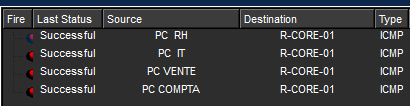 Fire Last Status Source Destination Type
Successful PC RH R-CORE-01 ICMP
Successful PC IT R-CORE-01 ICMP
Successful PC VENTE R-CORE-01 ICMP
Successful PC COMPTA R-CORE-01 ICMP